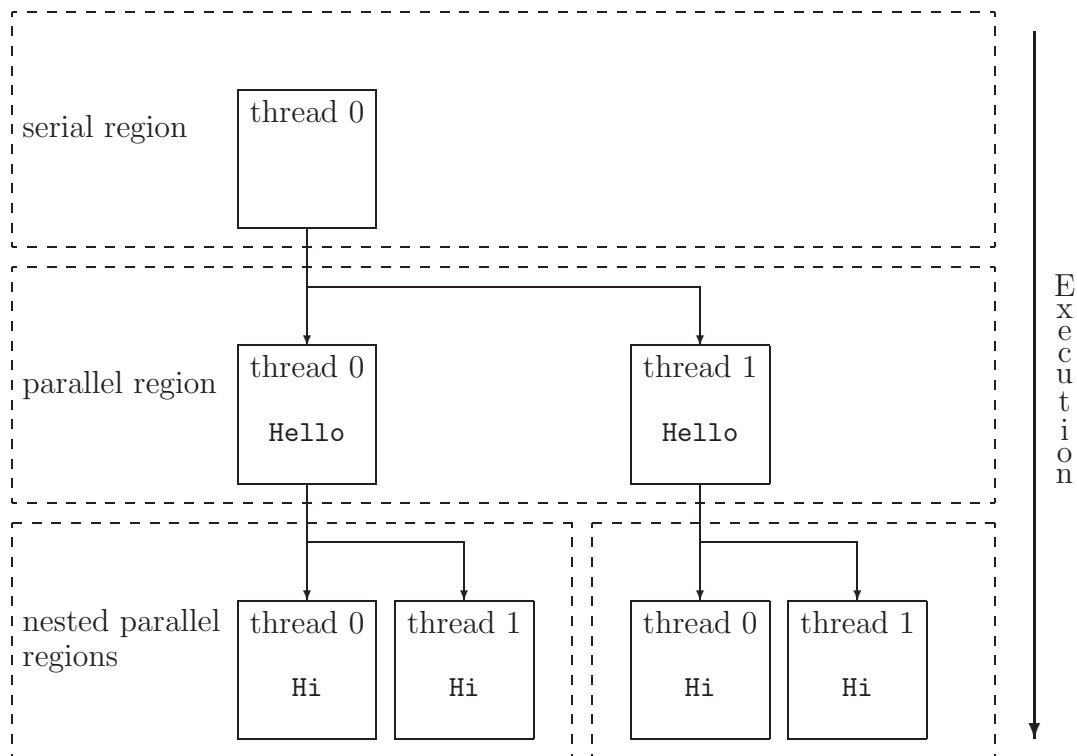 serial region
thread 0
parallel region
thread 0
Hello
thread 1
Hello
nested parallel
regions
thread 0
Hi
thread 1
Hi
thread 0
Hi
thread 1
Hi
Execution